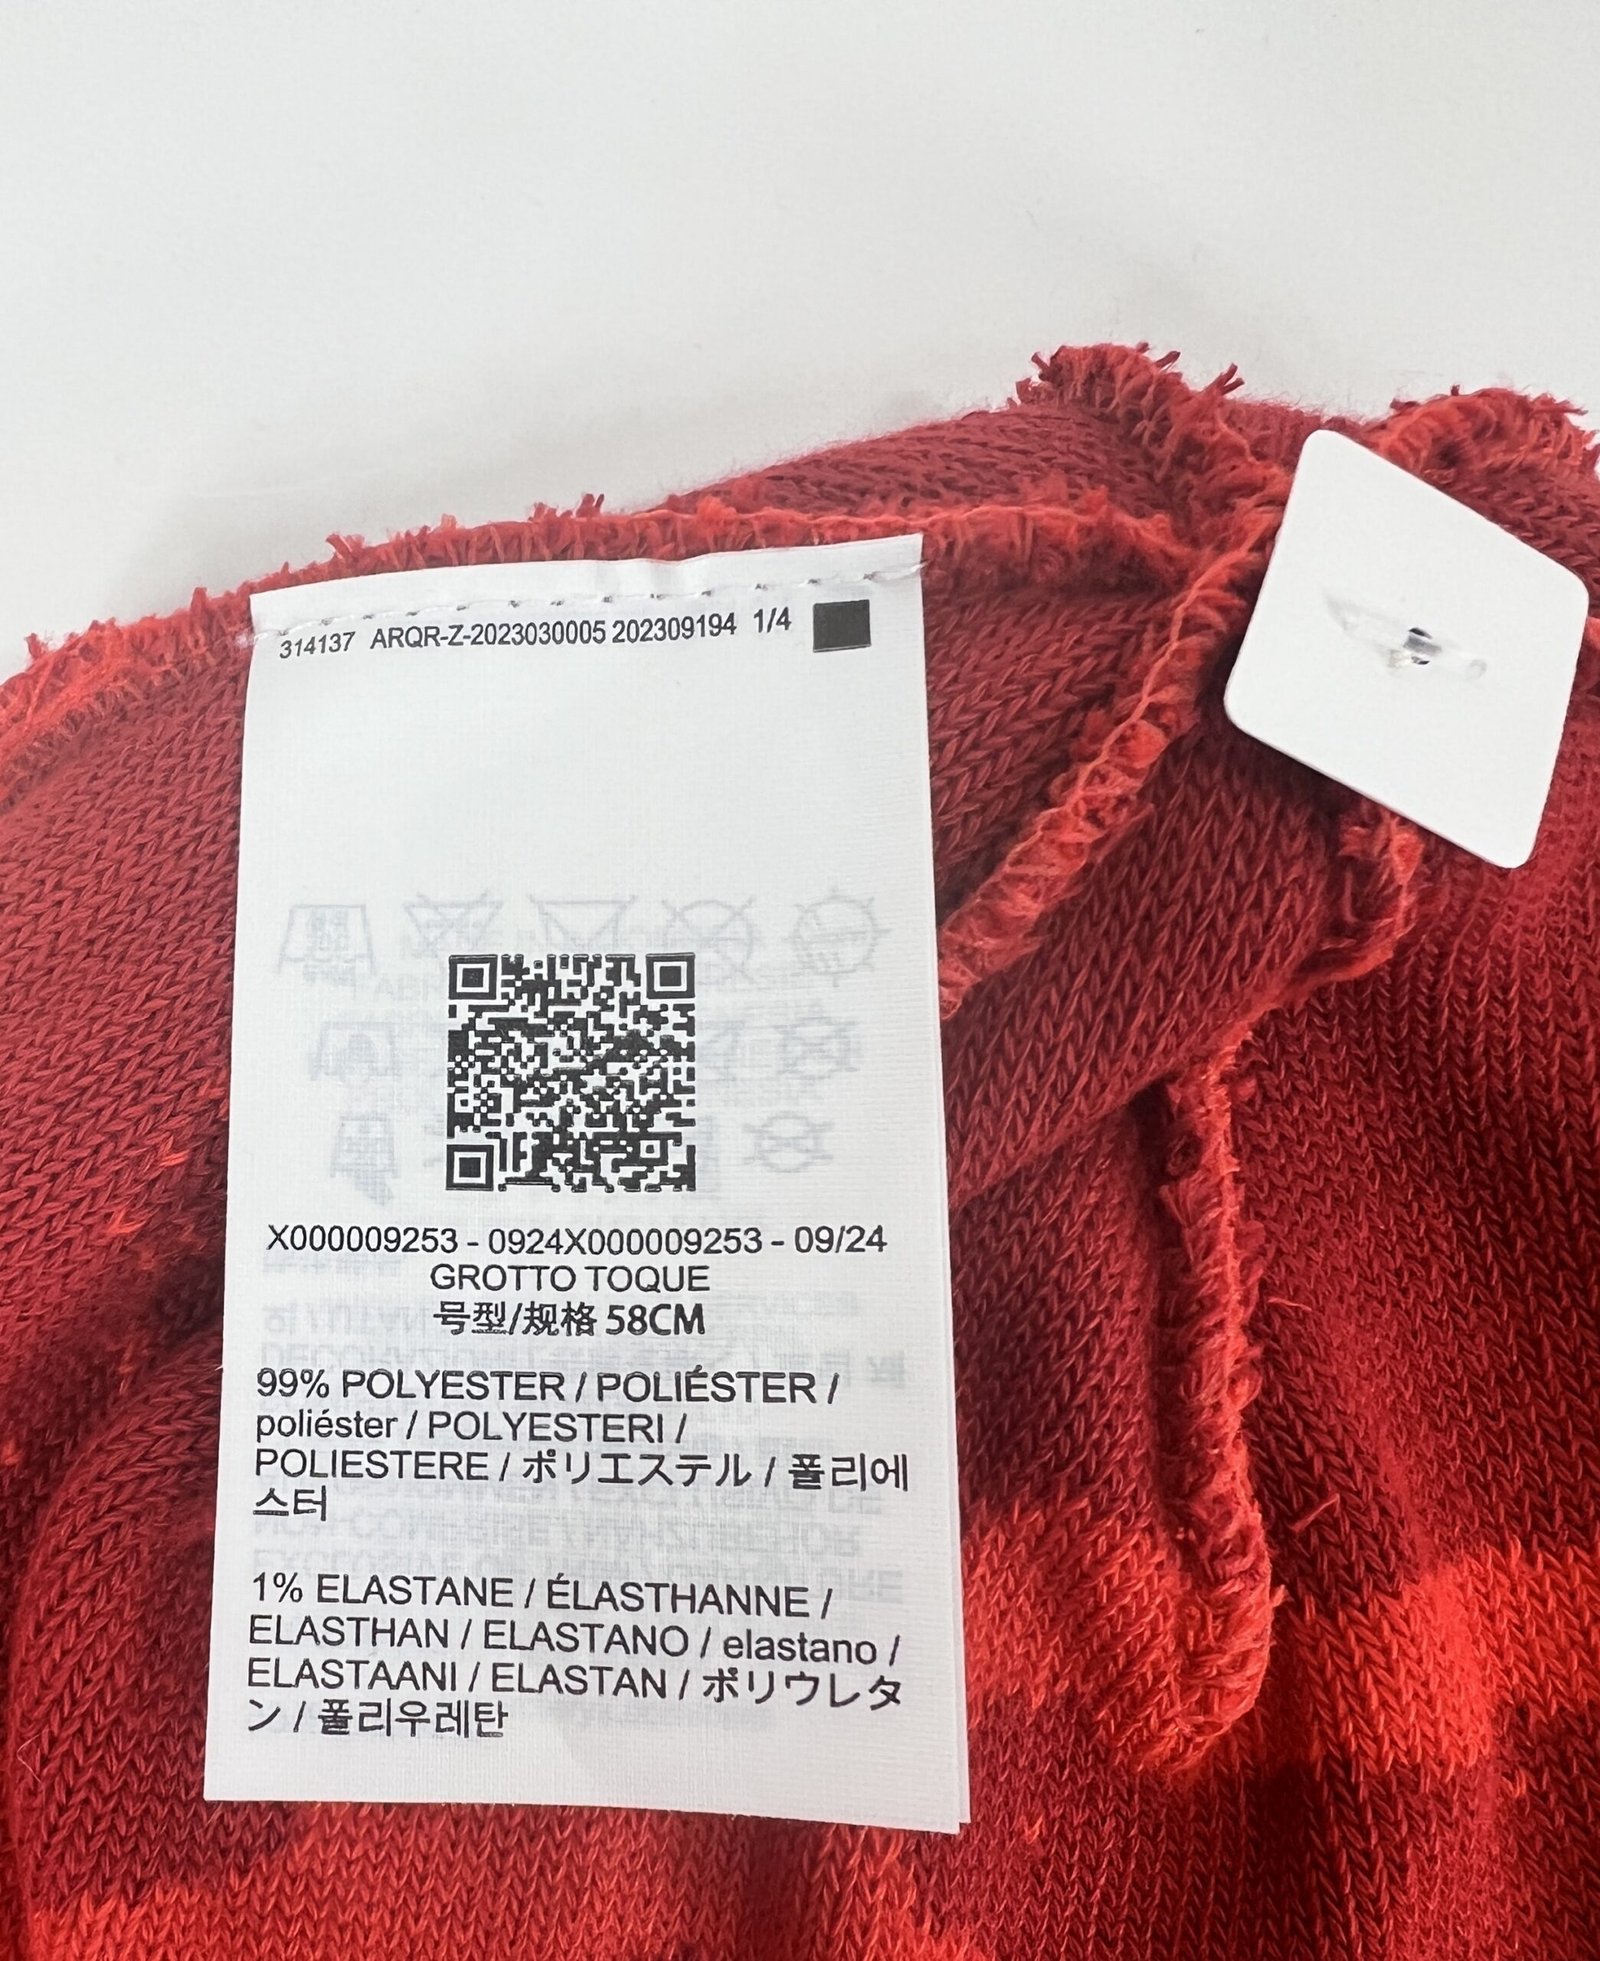 314137 ARQR-Z-2023030005 202309194 1/4
X000009253 - 0924X000009253 - 09/24
GROTTO TOQUE
号型/规格 58CM
99% POLYESTER / POLIÉSTER /
poliéster / POLYESTERI /
POLIESTERE / ポリエステル / 폴리에
스터
1% ELASTANE / ÉLASTHANNE /
ELASTHAN / ELASTANO / elastano /
ELASTAANI / ELASTAN / ポリウレタ
ン / 폴리우레탄